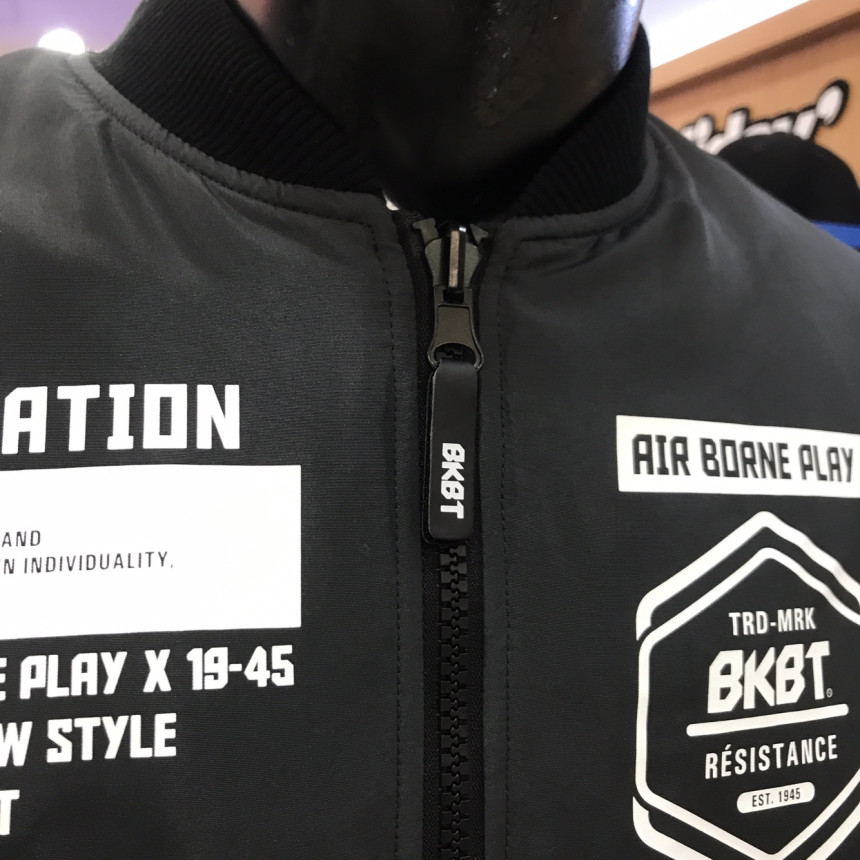 ATION
AND
N INDIVIDUALITY.
E PLAY X 19-45
W STYLE
T
BKBT
AIR BORNE PLAY
TRD-MRK
BKBT®
RÉSISTANCE
EST. 1945